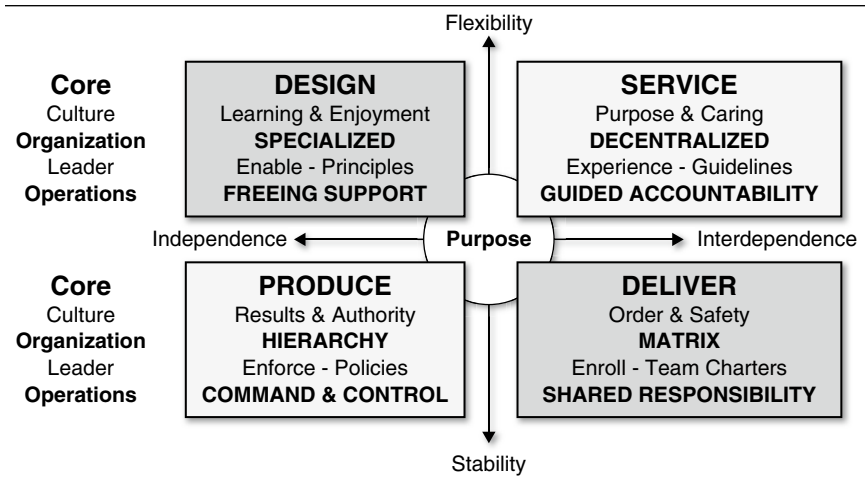 Flexibility
Core
Culture
Organization
Leader
Operations
DESIGN
Learning & Enjoyment
SPECIALIZED
Enable - Principles
FREEING SUPPORT
SERVICE
Purpose & Caring
DECENTRALIZED
Experience - Guidelines
GUIDED ACCOUNTABILITY
Independence
Purpose
Interdependence
Core
Culture
Organization
Leader
Operations
PRODUCE
Results & Authority
HIERARCHY
Enforce - Policies
COMMAND & CONTROL
DELIVER
Order & Safety
MATRIX
Enroll - Team Charters
SHARED RESPONSIBILITY
Stability